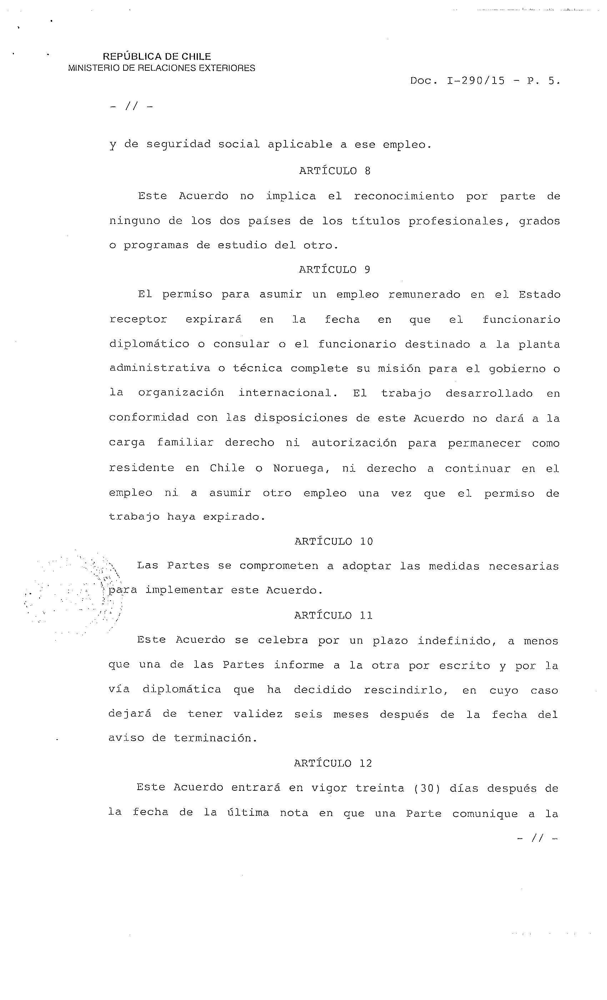 REPÚBLICA DE CHILE
MINISTERIO DE RELACIONES EXTERIORES
Doc. I-290/15 - P. 5.
- // -
y de seguridad social aplicable a ese empleo.
ARTÍCULO 8
Este Acuerdo no implica el reconocimiento por parte de
ninguno de los dos países de los títulos profesionales, grados
o programas de estudio del otro.
ARTÍCULO 9
El permiso para asumir un empleo remunerado en el Estado
receptor expirará en la fecha en que el funcionario
diplomático o consular o el funcionario destinado a la planta
administrativa o técnica complete su misión para el gobierno o
la organización internacional. El trabajo desarrollado en
conformidad con las disposiciones de este Acuerdo no dará a la
carga familiar derecho ni autorización para permanecer como
residente en Chile o Noruega, ni derecho a continuar en el
empleo ni a asumir otro empleo una vez que el permiso de
trabajo haya expirado.
ARTÍCULO 10
Las Partes se comprometen a adoptar las medidas necesarias
para implementar este Acuerdo.
ARTÍCULO 11
Este Acuerdo se celebra por un plazo indefinido, a menos
que una de las Partes informe a la otra por escrito y por la
vía diplomática que ha decidido rescindirlo, en cuyo caso
dejará de tener validez seis meses después de la fecha del
aviso de terminación.
ARTÍCULO 12
Este Acuerdo entrará en vigor treinta (30) días después de
la fecha de la última nota en que una Parte comunique a la
- // -